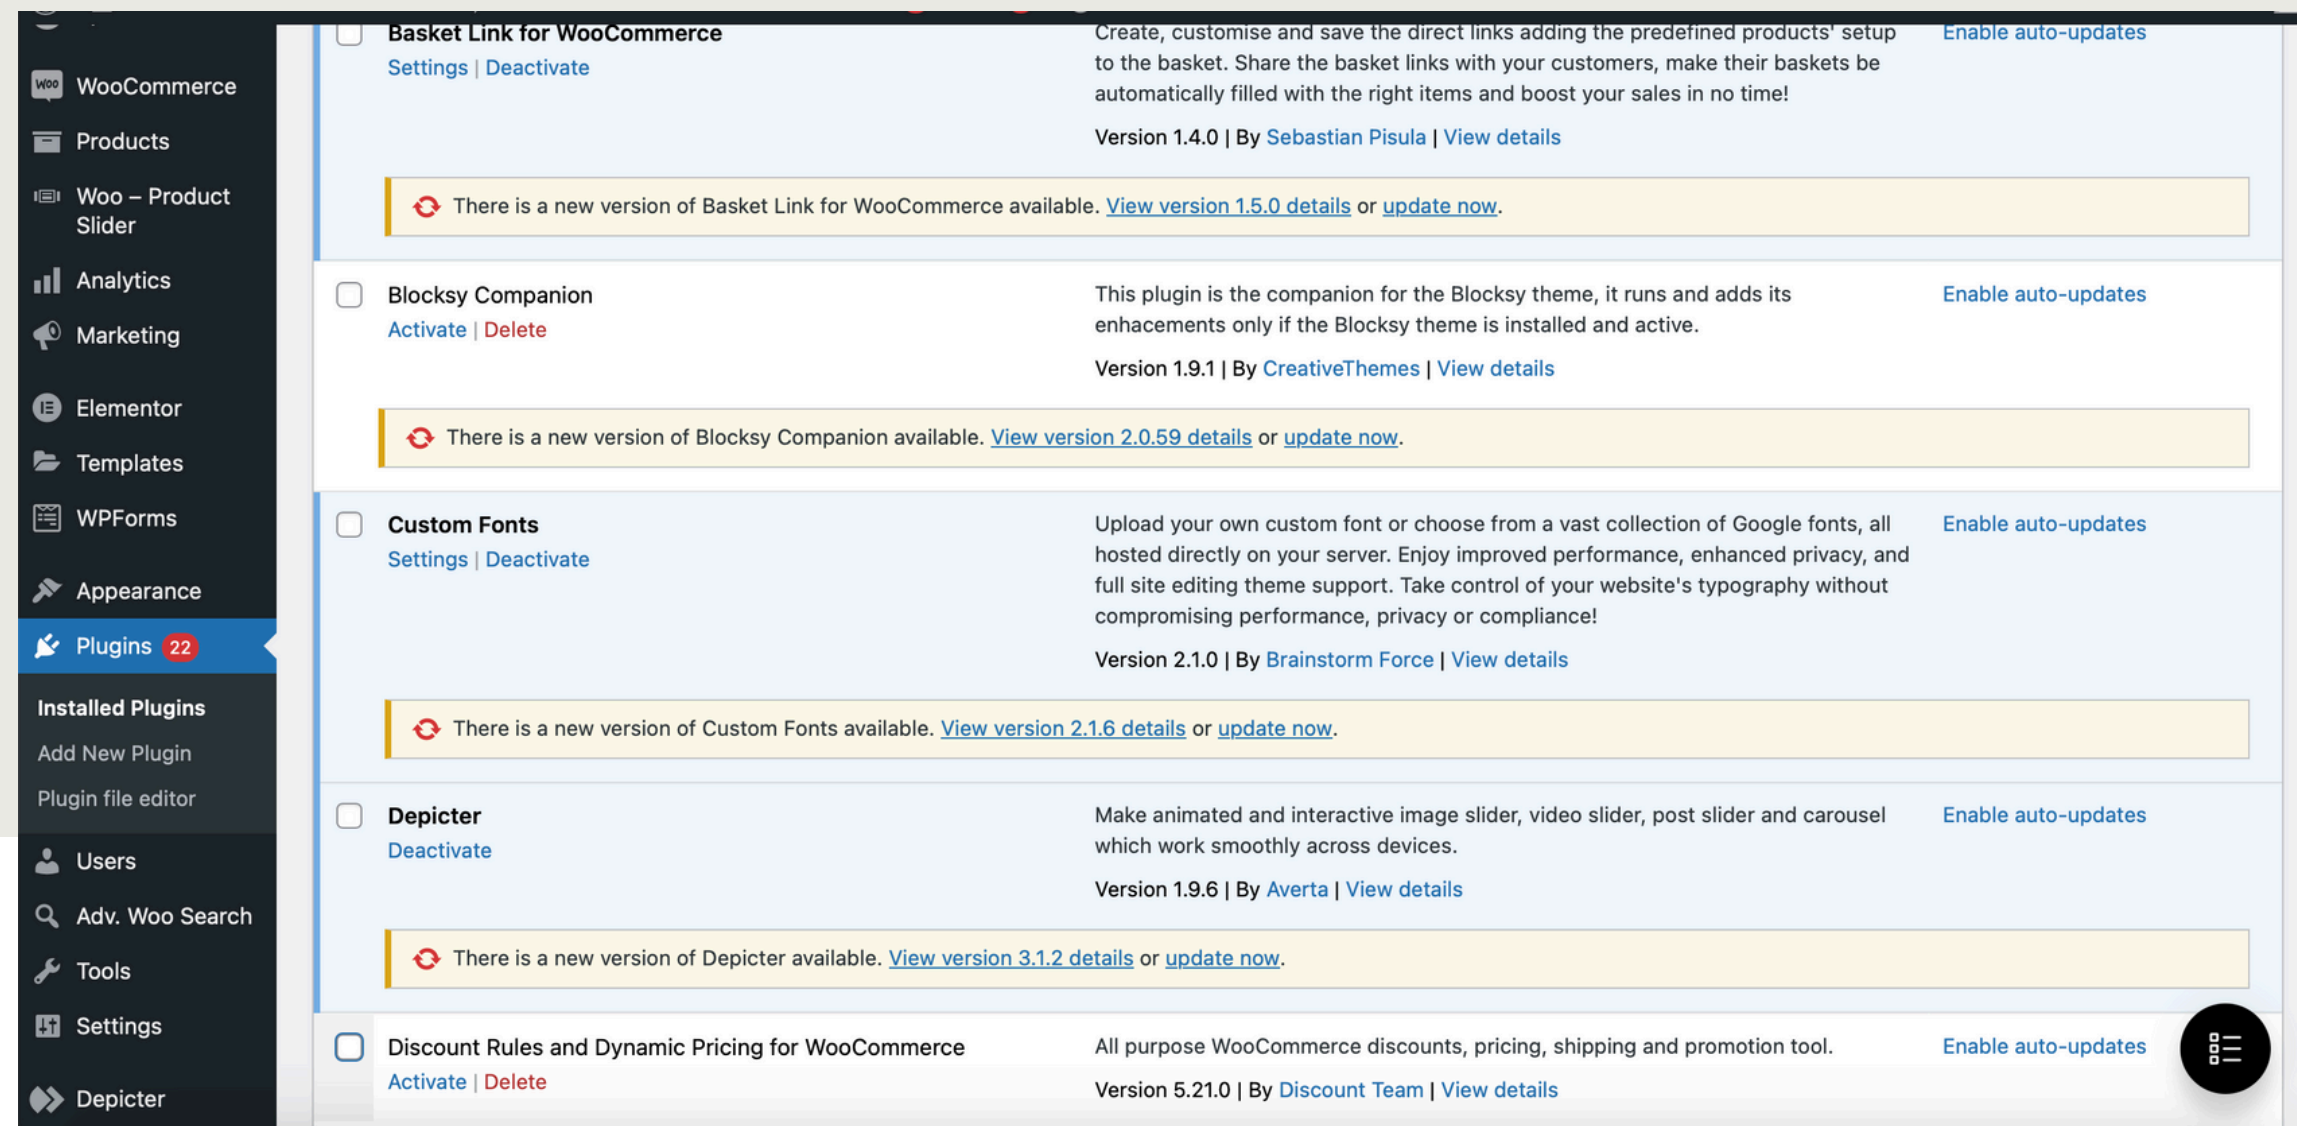 WooCommerce
Products
Woo – Product
Slider
Analytics
Marketing
Elementor
Templates
WPForms
Appearance
Plugins 22
Installed Plugins
Add New Plugin
Plugin file editor
Users
Adv. Woo Search
Tools
Settings
Depicter
Basket Link for WooCommerce
Settings | Deactivate
Create, customise and save the direct links adding the predefined products' setup
to the basket. Share the basket links with your customers, make their baskets be
automatically filled with the right items and boost your sales in no time!
Version 1.4.0 | By Sebastian Pisula | View details
Enable auto-updates
There is a new version of Basket Link for WooCommerce available. View version 1.5.0 details or update now.
Blocksy Companion
Activate | Delete
This plugin is the companion for the Blocksy theme, it runs and adds its
enhacements only if the Blocksy theme is installed and active.
Version 1.9.1 | By CreativeThemes | View details
Enable auto-updates
There is a new version of Blocksy Companion available. View version 2.0.59 details or update now.
Custom Fonts
Settings | Deactivate
Upload your own custom font or choose from a vast collection of Google fonts, all
hosted directly on your server. Enjoy improved performance, enhanced privacy, and
full site editing theme support. Take control of your website's typography without
compromising performance, privacy or compliance!
Version 2.1.0 | By Brainstorm Force | View details
Enable auto-updates
There is a new version of Custom Fonts available. View version 2.1.6 details or update now.
Depicter
Deactivate
Make animated and interactive image slider, video slider, post slider and carousel
which work smoothly across devices.
Version 1.9.6 | By Averta | View details
Enable auto-updates
There is a new version of Depicter available. View version 3.1.2 details or update now.
Discount Rules and Dynamic Pricing for WooCommerce
Activate | Delete
All purpose WooCommerce discounts, pricing, shipping and promotion tool.
Version 5.21.0 | By Discount Team | View details
Enable auto-updates